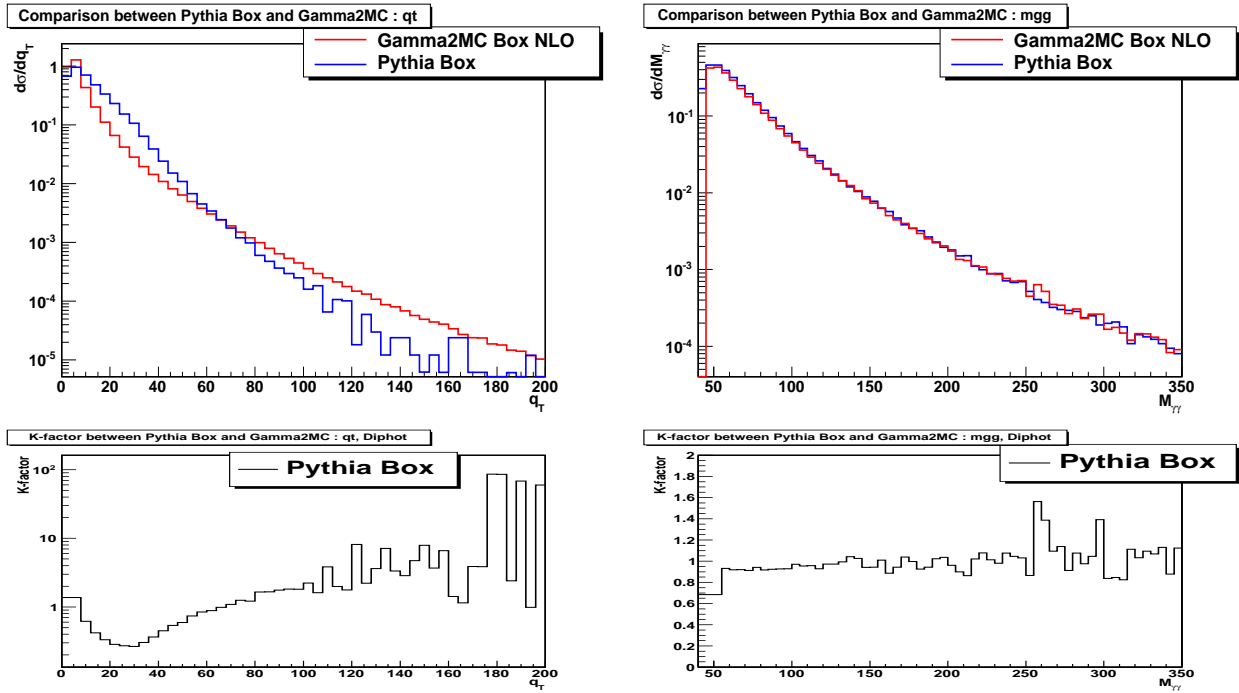 Comparison between Pythia Box and Gamma2MC : qt
dσ/dq_T
Gamma2MC Box NLO
Pythia Box
1
10^-1
10^-2
10^-3
10^-4
10^-5
0 20 40 60 80 100 120 140 160 180 200
q_T
Comparison between Pythia Box and Gamma2MC : mgg
dσ/dM_γγ
Gamma2MC Box NLO
Pythia Box
10^-1
10^-2
10^-3
10^-4
50 100 150 200 250 300 350
M_γγ
K-factor between Pythia Box and Gamma2MC : qt, Diphot
K-factor
Pythia Box
10^2
10
1
0 20 40 60 80 100 120 140 160 180 200
q_T
K-factor between Pythia Box and Gamma2MC : mgg, Diphot
K-factor
Pythia Box
2
1.8
1.6
1.4
1.2
1
0.8
0.6
0.4
0.2
0
50 100 150 200 250 300 350
M_γγ